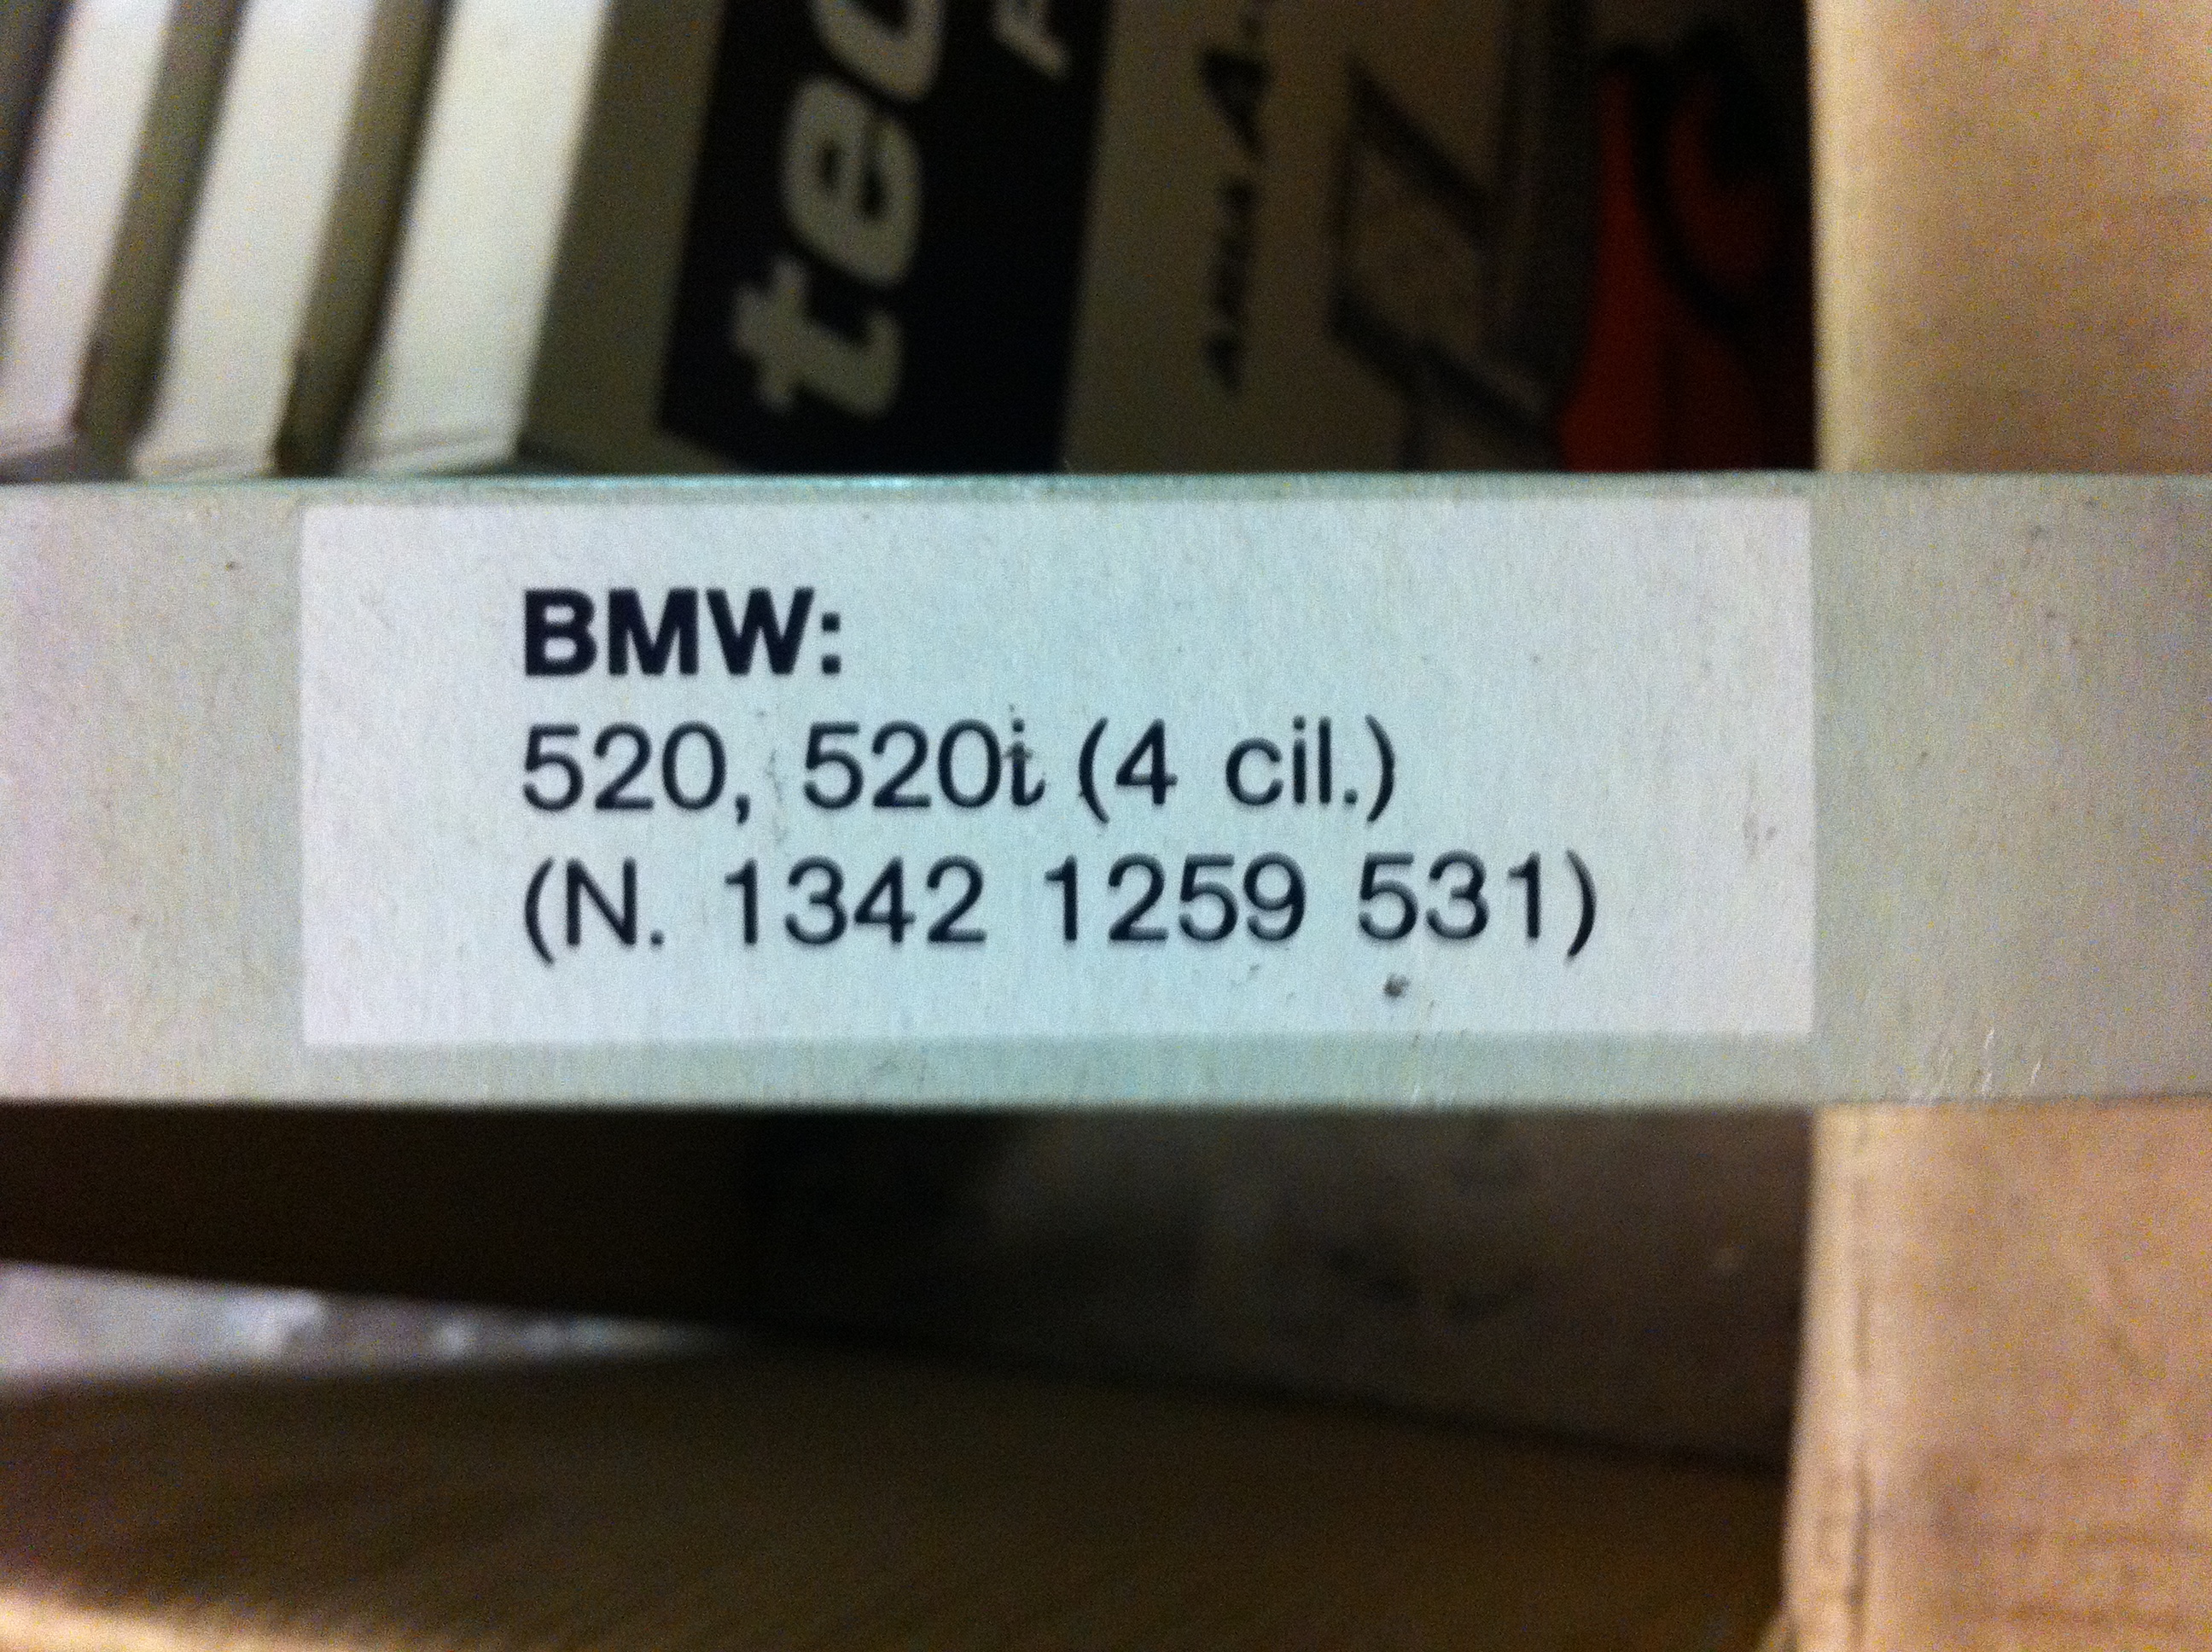 BMW:
520, 520i (4 cil.)
(N. 1342 1259 531)